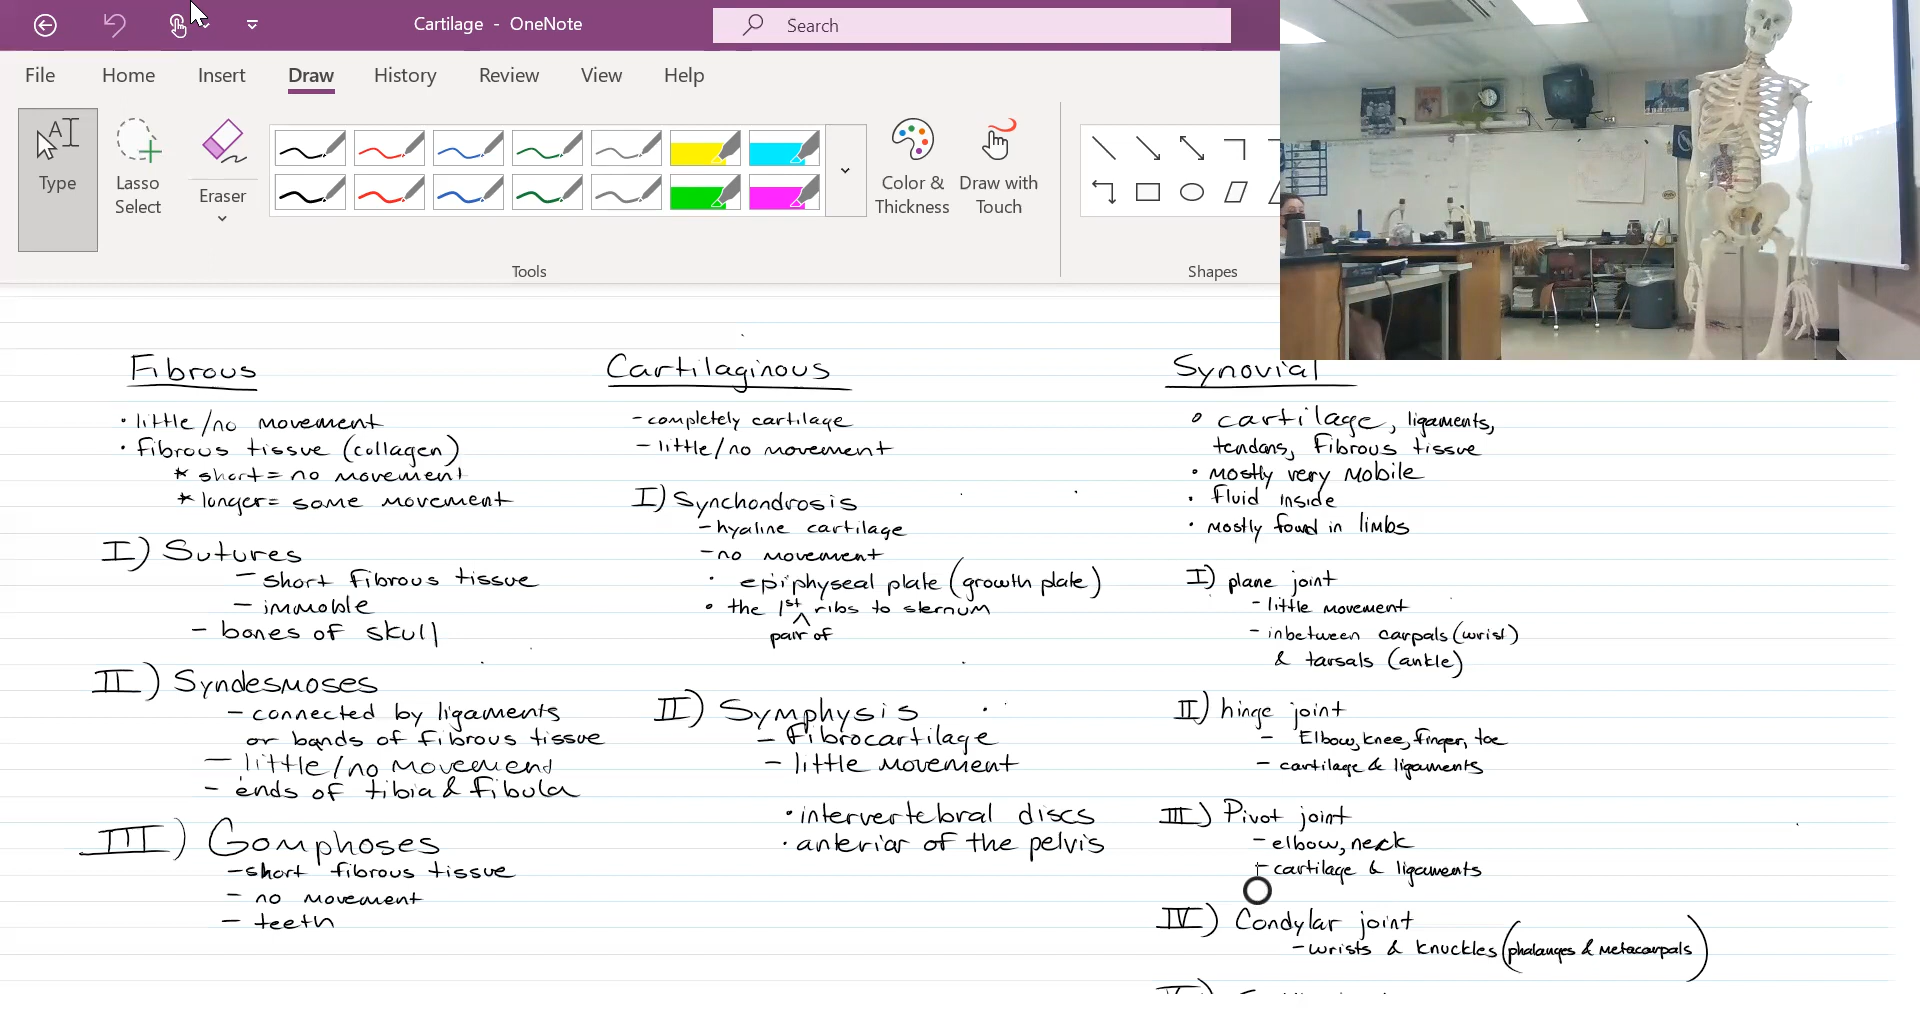 Cartilage - OneNote
Search
File Home Insert Draw History Review View Help
Type
Lasso Select
Eraser
Color & Thickness
Draw with Touch
Tools
Shapes
Fibrous
· little/no movement
· fibrous tissue (collagen)
* short = no movement
* longer = some movement
I) Sutures
- short fibrous tissue
- immoble
- bones of skull
II) Syndesmoses
- connected by ligaments
or bands of fibrous tissue
- little/no movement
- ends of tibia & fibula
III) Gomphoses
- short fibrous tissue
- no movement
- teeth
Cartilaginous
- completely cartilage
- little/no movement
I) Synchondrosis
- hyaline cartilage
- no movement
· epiphyseal plate (growth plate)
· the 1st ^ ribs to sternum
pair of
II) Symphysis
- fibrocartilage
- little movement
· intervertebral discs
· anterior of the pelvis
Synovial
· cartilage, ligaments,
tendons, fibrous tissue
· mostly very mobile
· fluid inside
· mostly found in limbs
I) plane joint
- little movement
- inbetween carpals (wrist)
& tarsals (ankle)
II) hinge joint
- Elbow, knee, finger, toe
- cartilage & ligaments
III) Pivot joint
- elbow, neck
- cartilage & ligaments
IV) Condylar joint
- wrists & knuckles (phalanges & metacarpals)